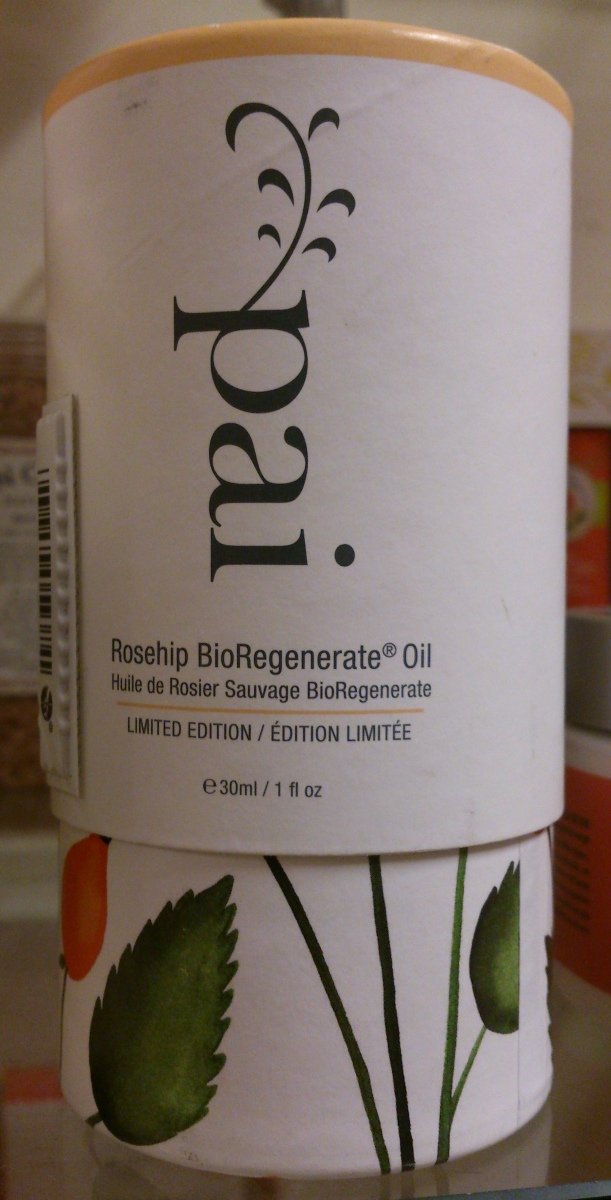 pai
Rosehip BioRegenerate® Oil
Huile de Rosier Sauvage BioRegenerate
LIMITED EDITION / ÉDITION LIMITÉE
℮30ml / 1 fl oz